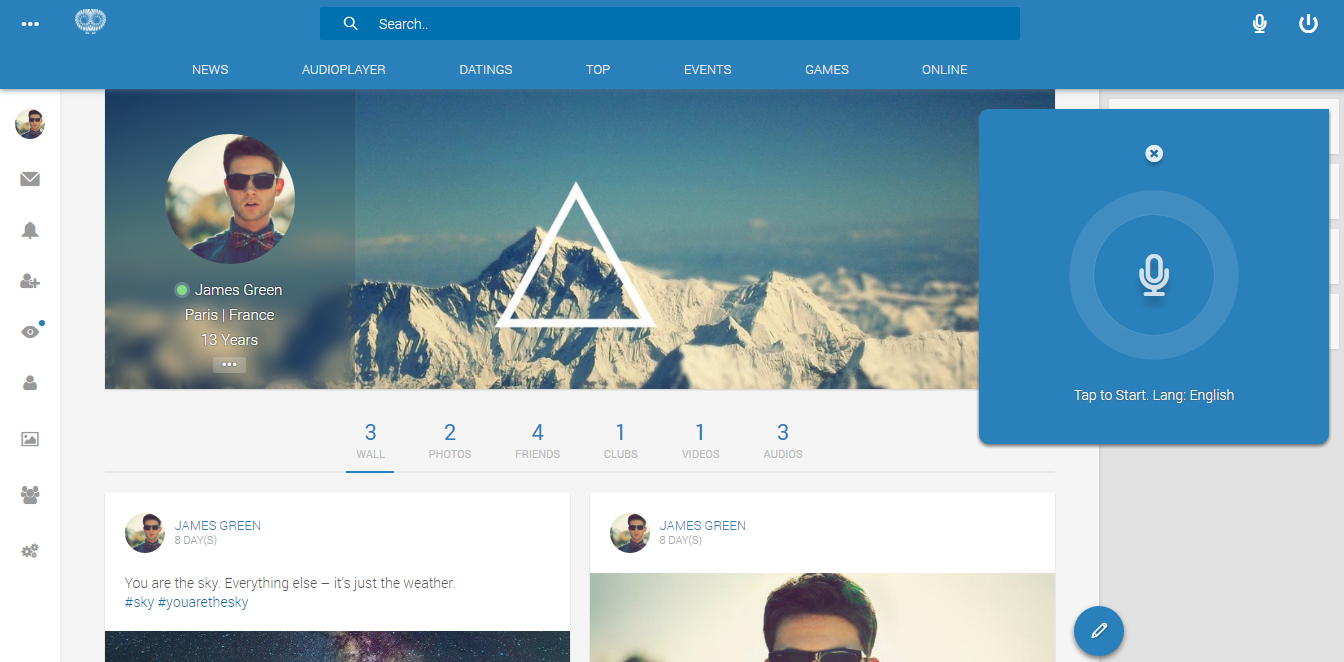 Search..
NEWS AUDIOPLAYER DATINGS TOP EVENTS GAMES ONLINE
James Green
Paris | France
13 Years
Tap to Start. Lang: English
3 2 4 1 1 3
WALL PHOTOS FRIENDS CLUBS VIDEOS AUDIOS
JAMES GREEN
8 DAY(S)
You are the sky. Everything else – it's just the weather.
#sky #youarethesky
JAMES GREEN
8 DAY(S)